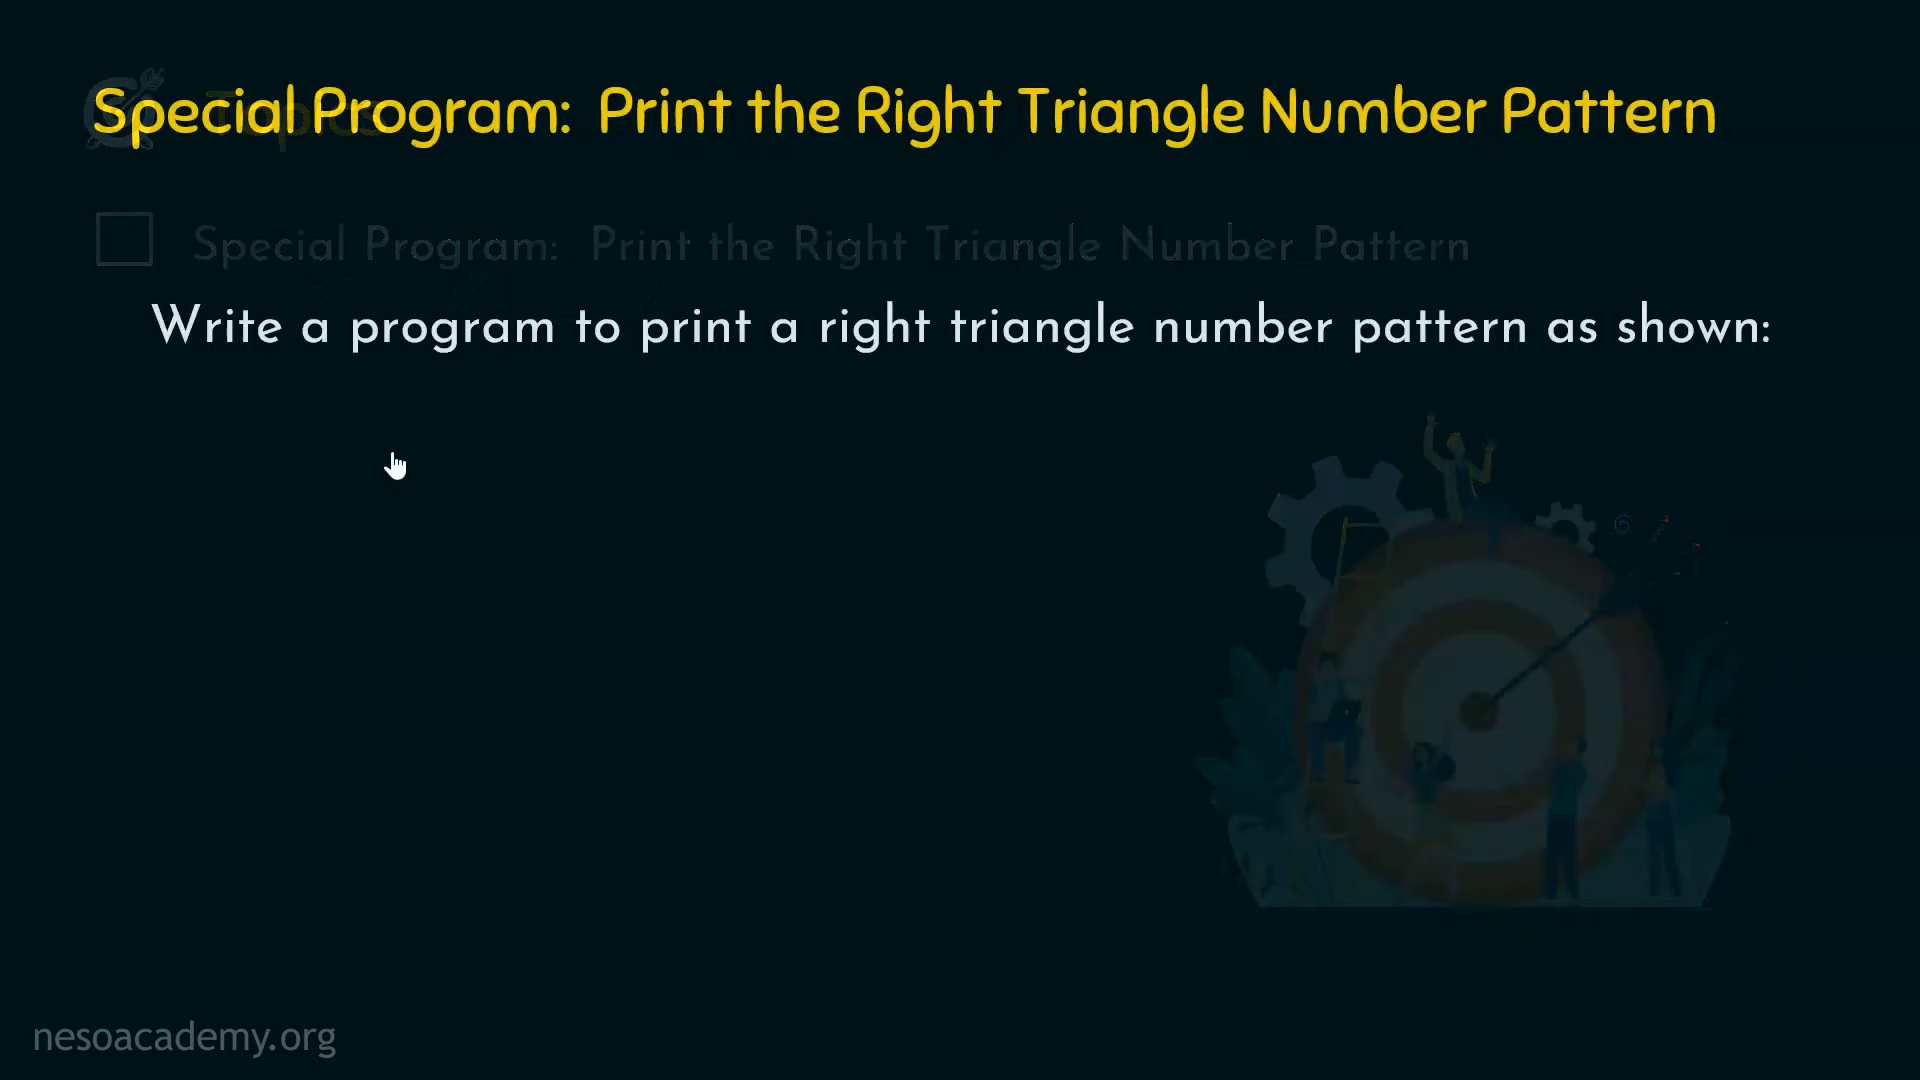 Special Program: Print the Right Triangle Number Pattern
Topics
Special Program: Print the Right Triangle Number Pattern
Write a program to print a right triangle number pattern as shown:
nesoacademy.org